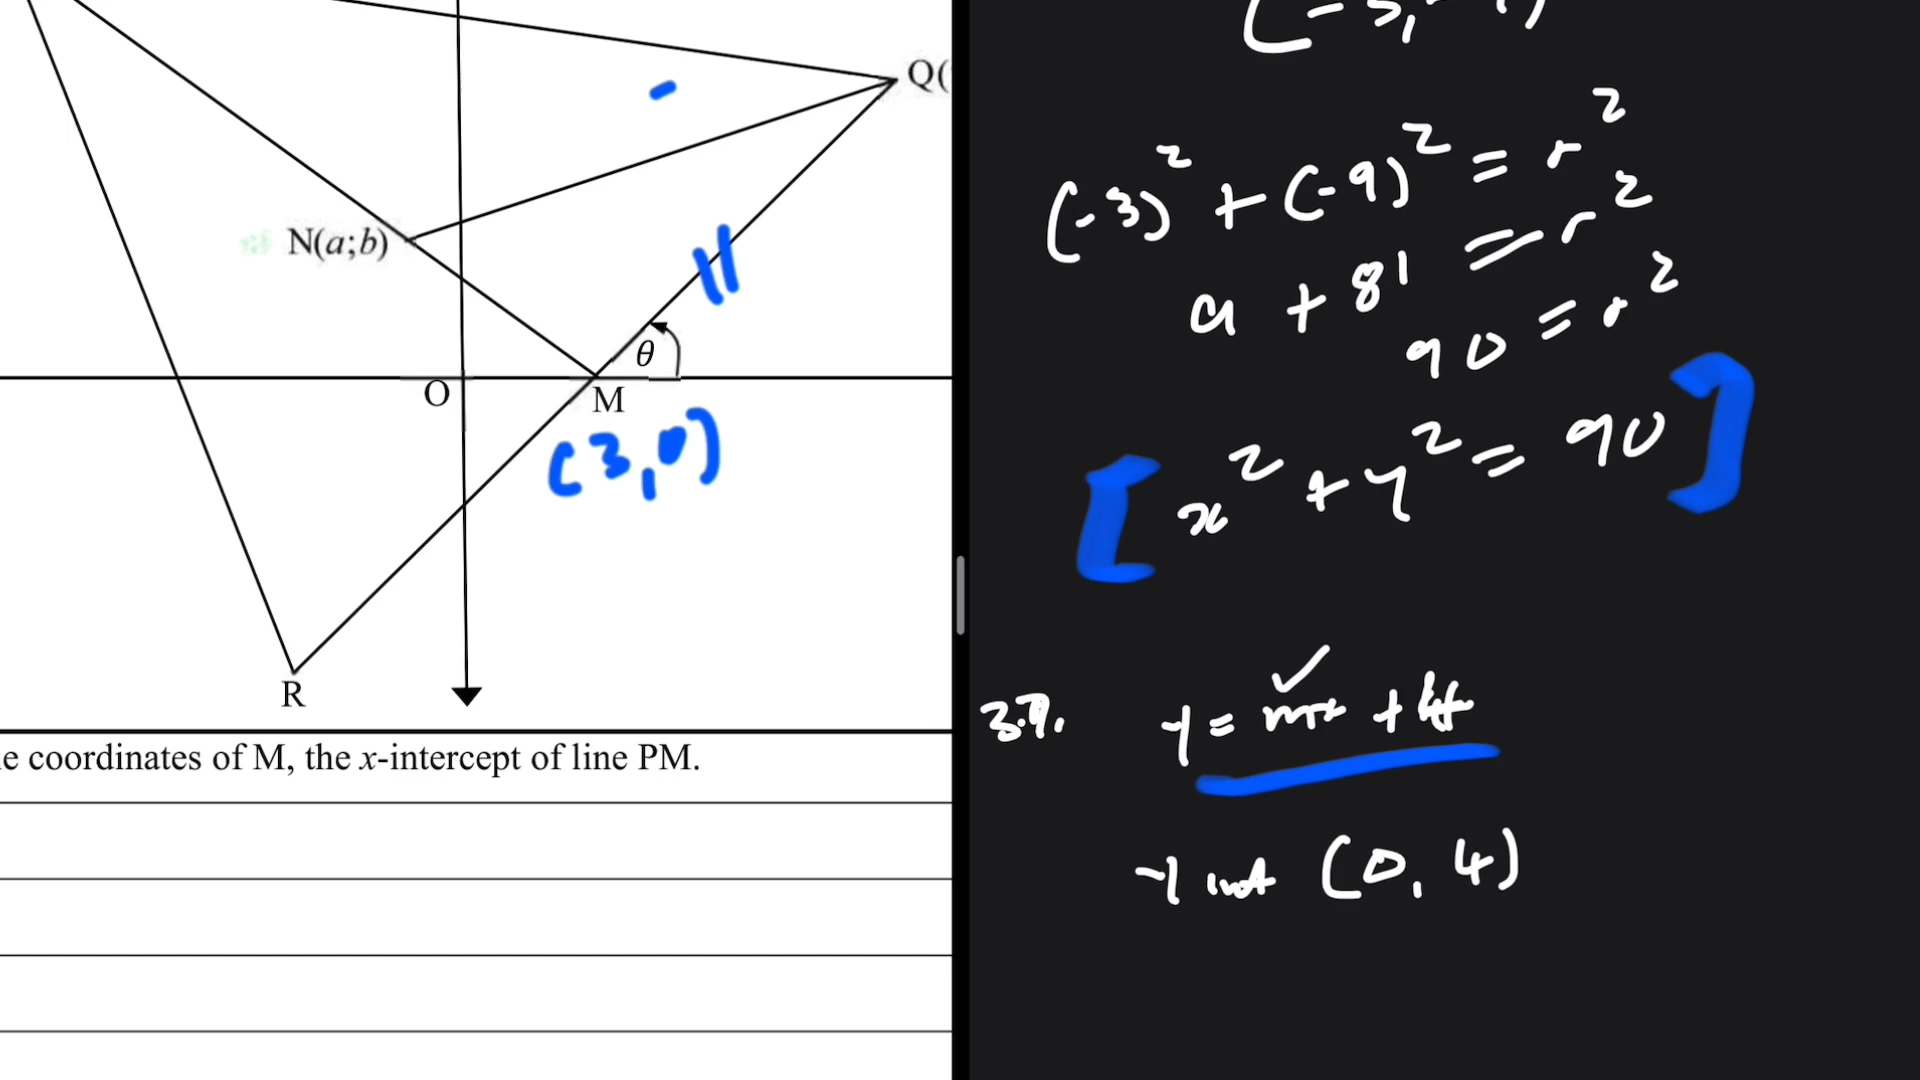 Q(
N(a;b)
θ
O
M
(3,0)
R
e coordinates of M, the x-intercept of line PM.
(-3)² + (-9)² = r²
9 + 81 = r²
90 = r²
[x² + y² = 90]
3.7.
y = mx +
y int (0, 4)